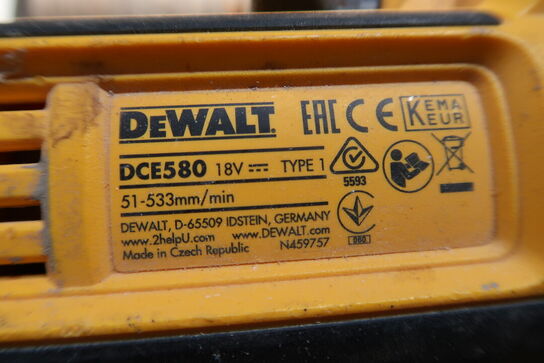 DEWALT
EAC CE KEMA KEUR
DCE580 18V TYPE 1
5593
51-533mm/min
DEWALT, D-65509 IDSTEIN, GERMANY
www.2helpU.com www.DEWALT.com
Made in Czech Republic N459757
060